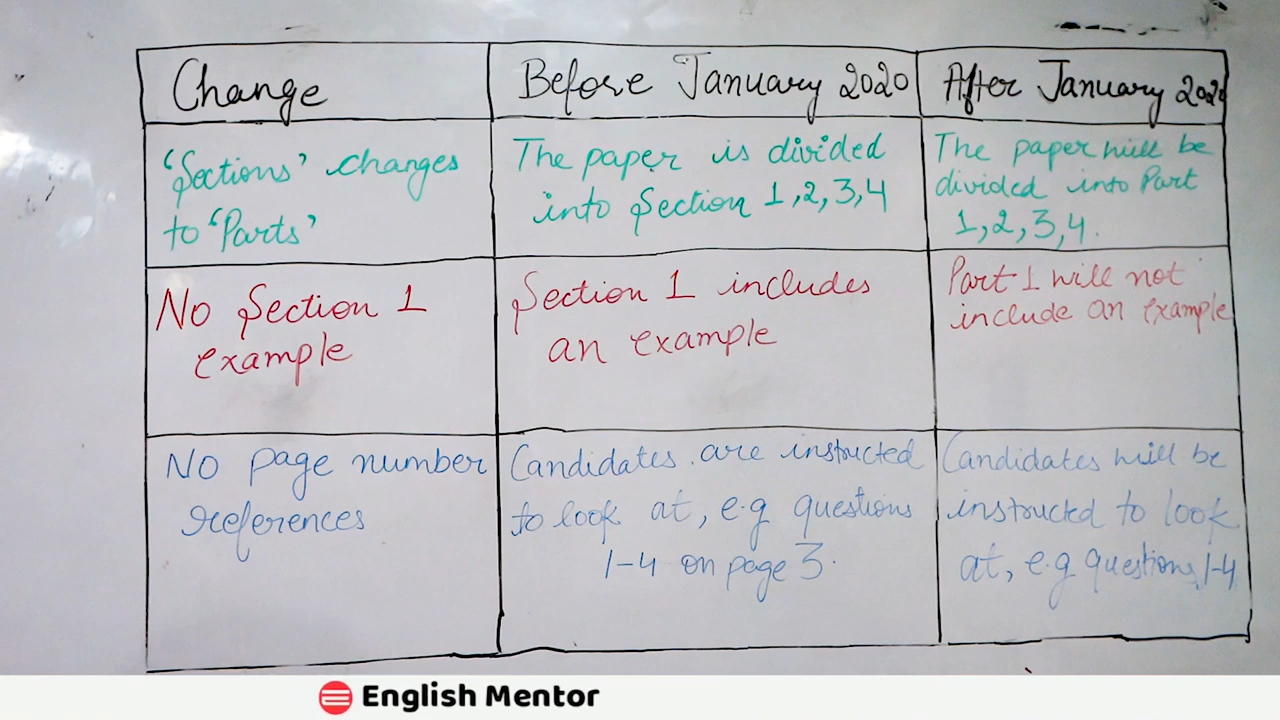 Change
Before January 2020
After January 2020
'Sections' changes
to 'Parts'
The paper is divided
into Section 1,2,3,4
The paper will be
divided into Part
1,2,3,4.
No Section 1
example
Section 1 includes
an example
Part 1 will not
include an example
No page number
references
Candidates are instructed
to look at, e.g questions
1-4 on page 3.
Candidates will be
instructed to look
at, e.g questions 1-4
English Mentor